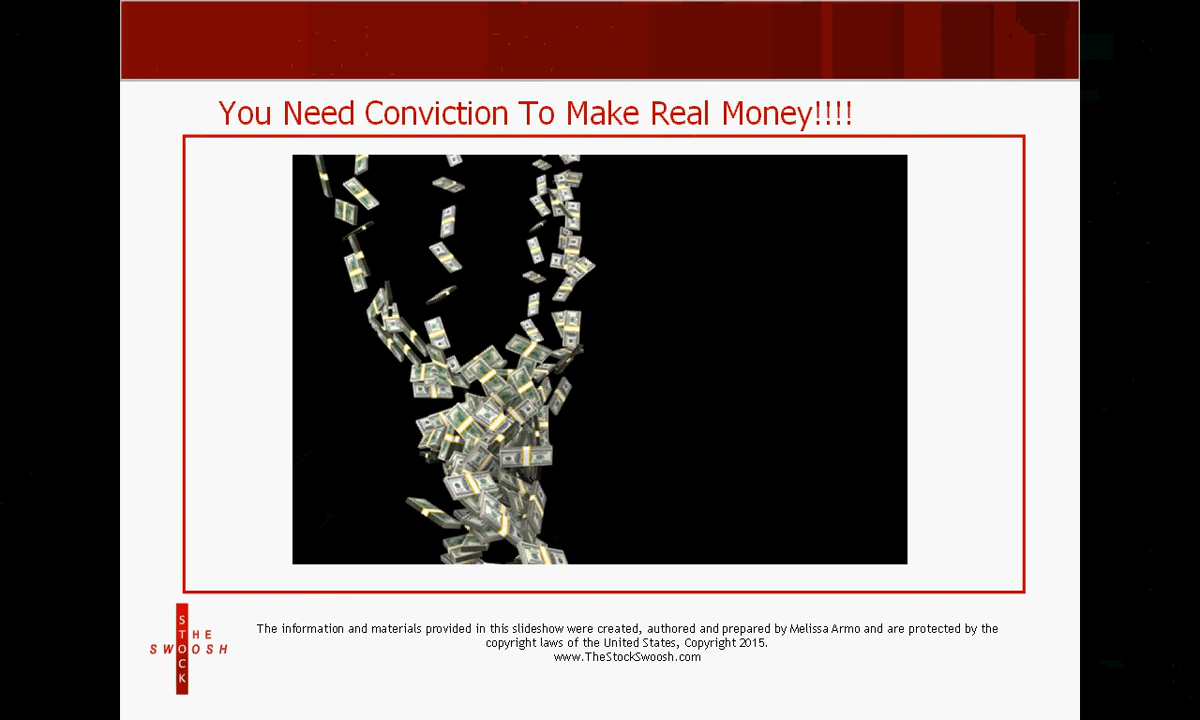 You Need Conviction To Make Real Money!!!!
THE
STOCK
SWOOSH
The information and materials provided in this slideshow were created, authored and prepared by Melissa Armo and are protected by the
copyright laws of the United States, Copyright 2015.
www.TheStockSwoosh.com